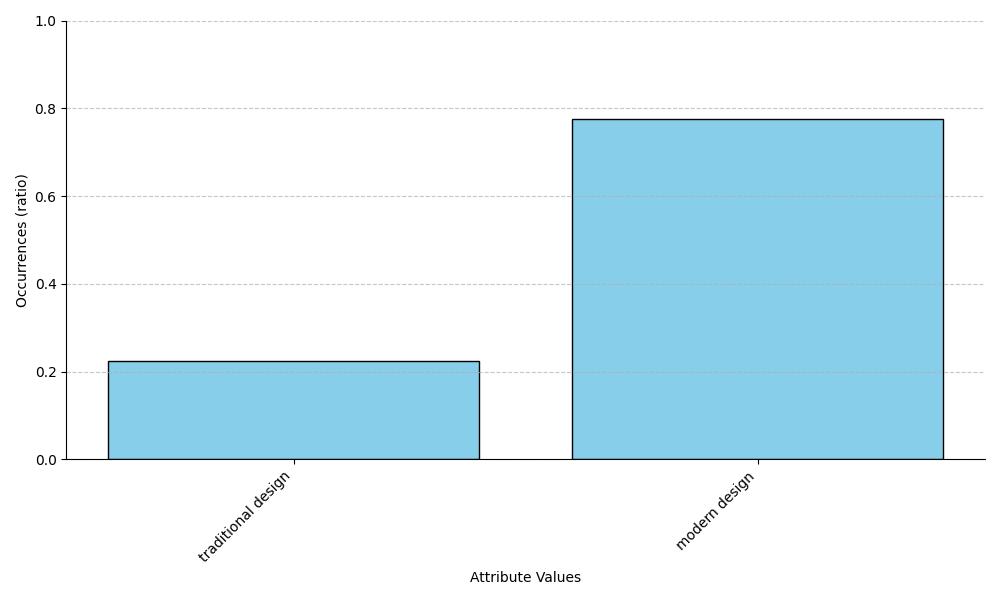 1.0
0.8
0.6
0.4
0.2
0.0
Occurrences (ratio)
traditional design
modern design
Attribute Values